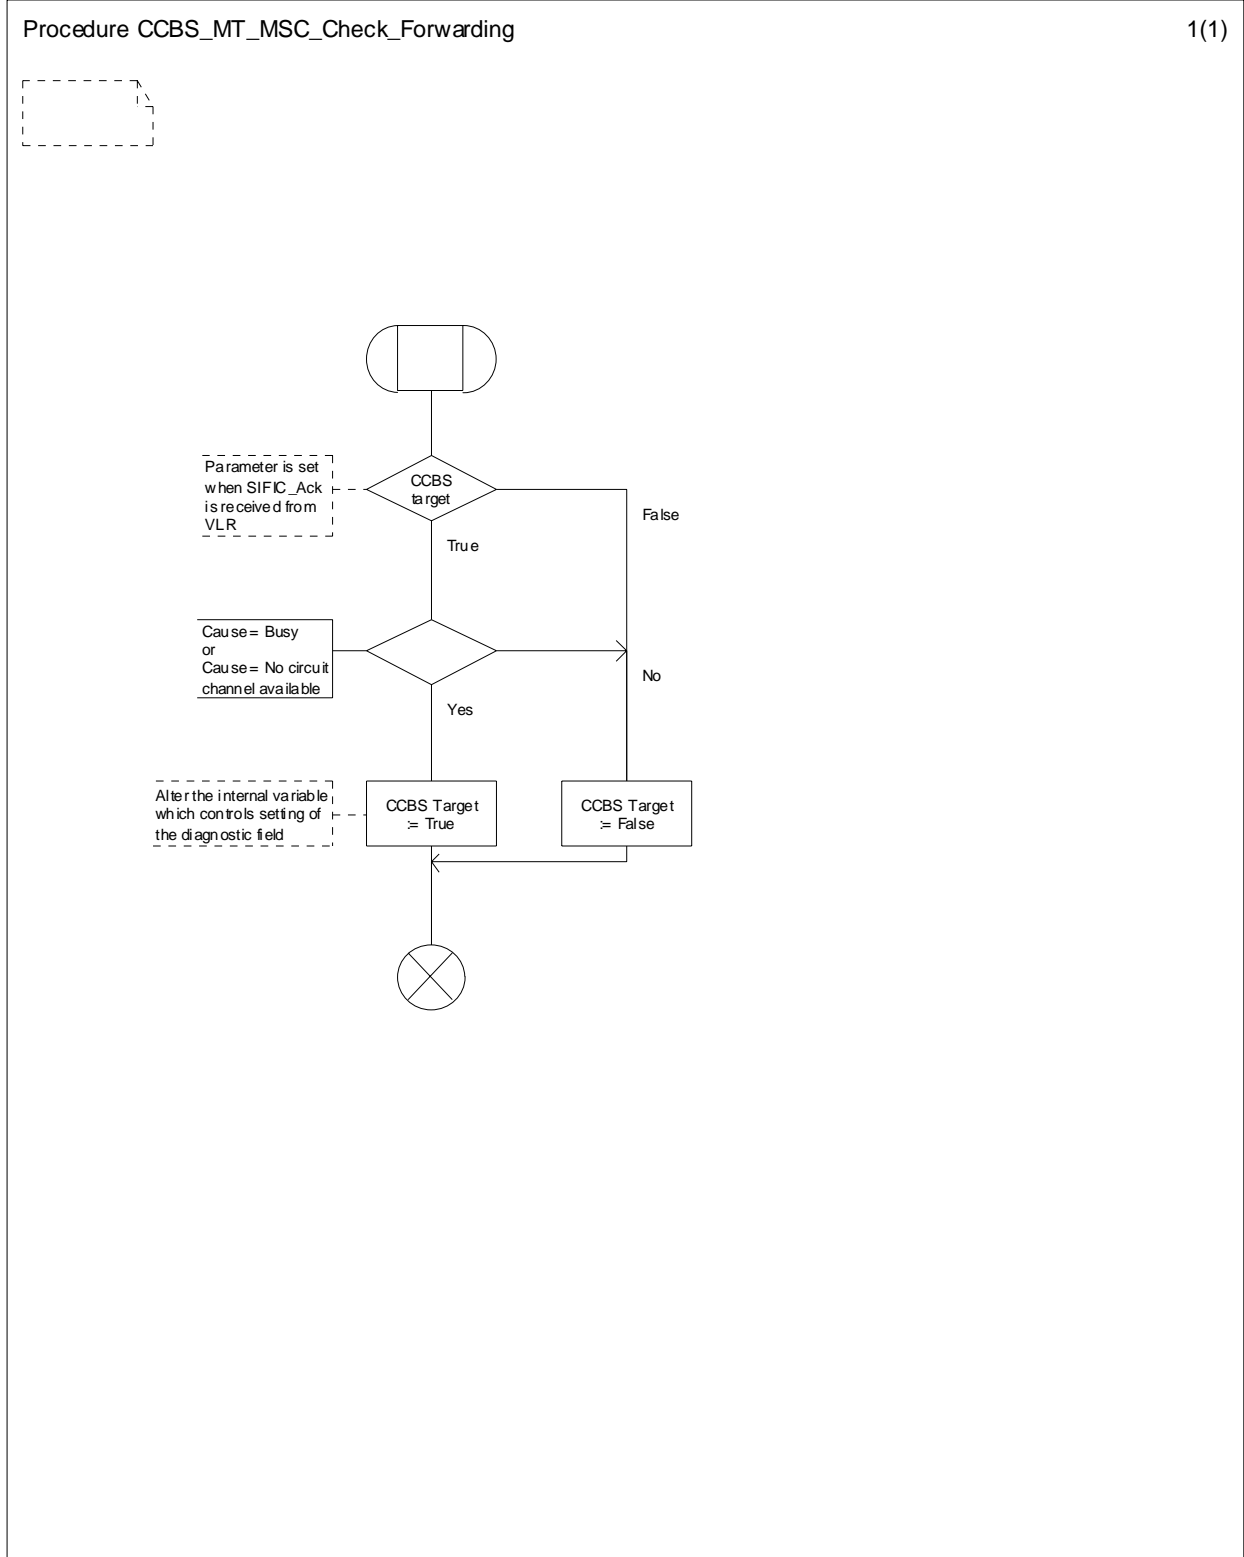 Procedure CCBS_MT_MSC_Check_Forwarding
1(1)
Parameter is set
when SIFIC_Ack
is received from
VLR
CCBS
target
False
True
Cause= Busy
or
Cause= No circuit
channel available
No
Yes
Alter the internal variable
which controls setting of
the diagnostic field
CCBS Target
:= True
CCBS Target
:= False